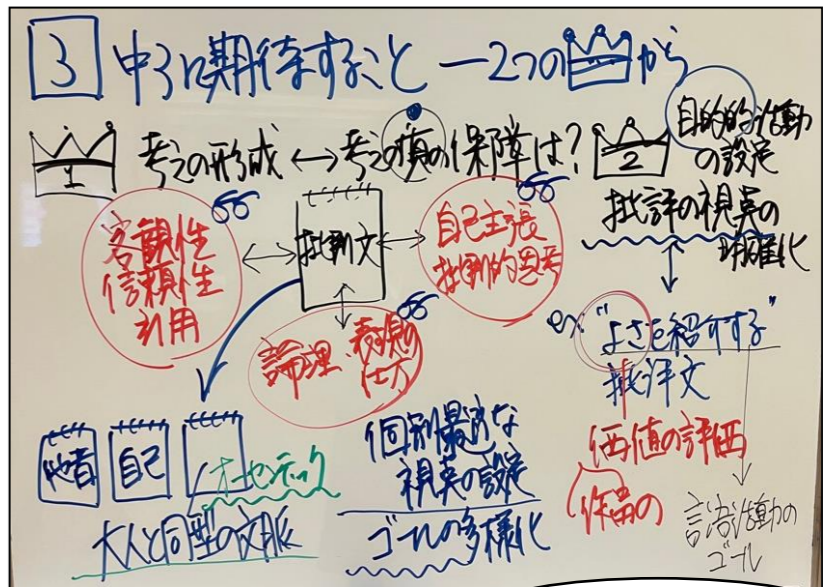 3 中3に期待すること ー2つの から
1 考えの形成 ↔ 考えの の保障は?
2 目的的な活動
の設定
批評の視点の
明確化
客観性
信頼性
引用
批評文
自己主張
批判的思考
論理・表現の
仕方
ex. "よさを紹介する"
批評文
価値の評価
作品の
言語活動の
ゴール
他者
自己
オーセンティック
大人と同型の文脈
個別最適な
視点の設定
ゴールの多様化